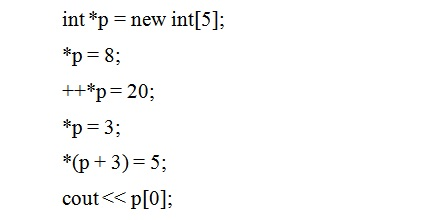 int *p = new int[5];
*p = 8;
++*p = 20;
*p = 3;
*(p + 3) = 5;
cout << p[0];